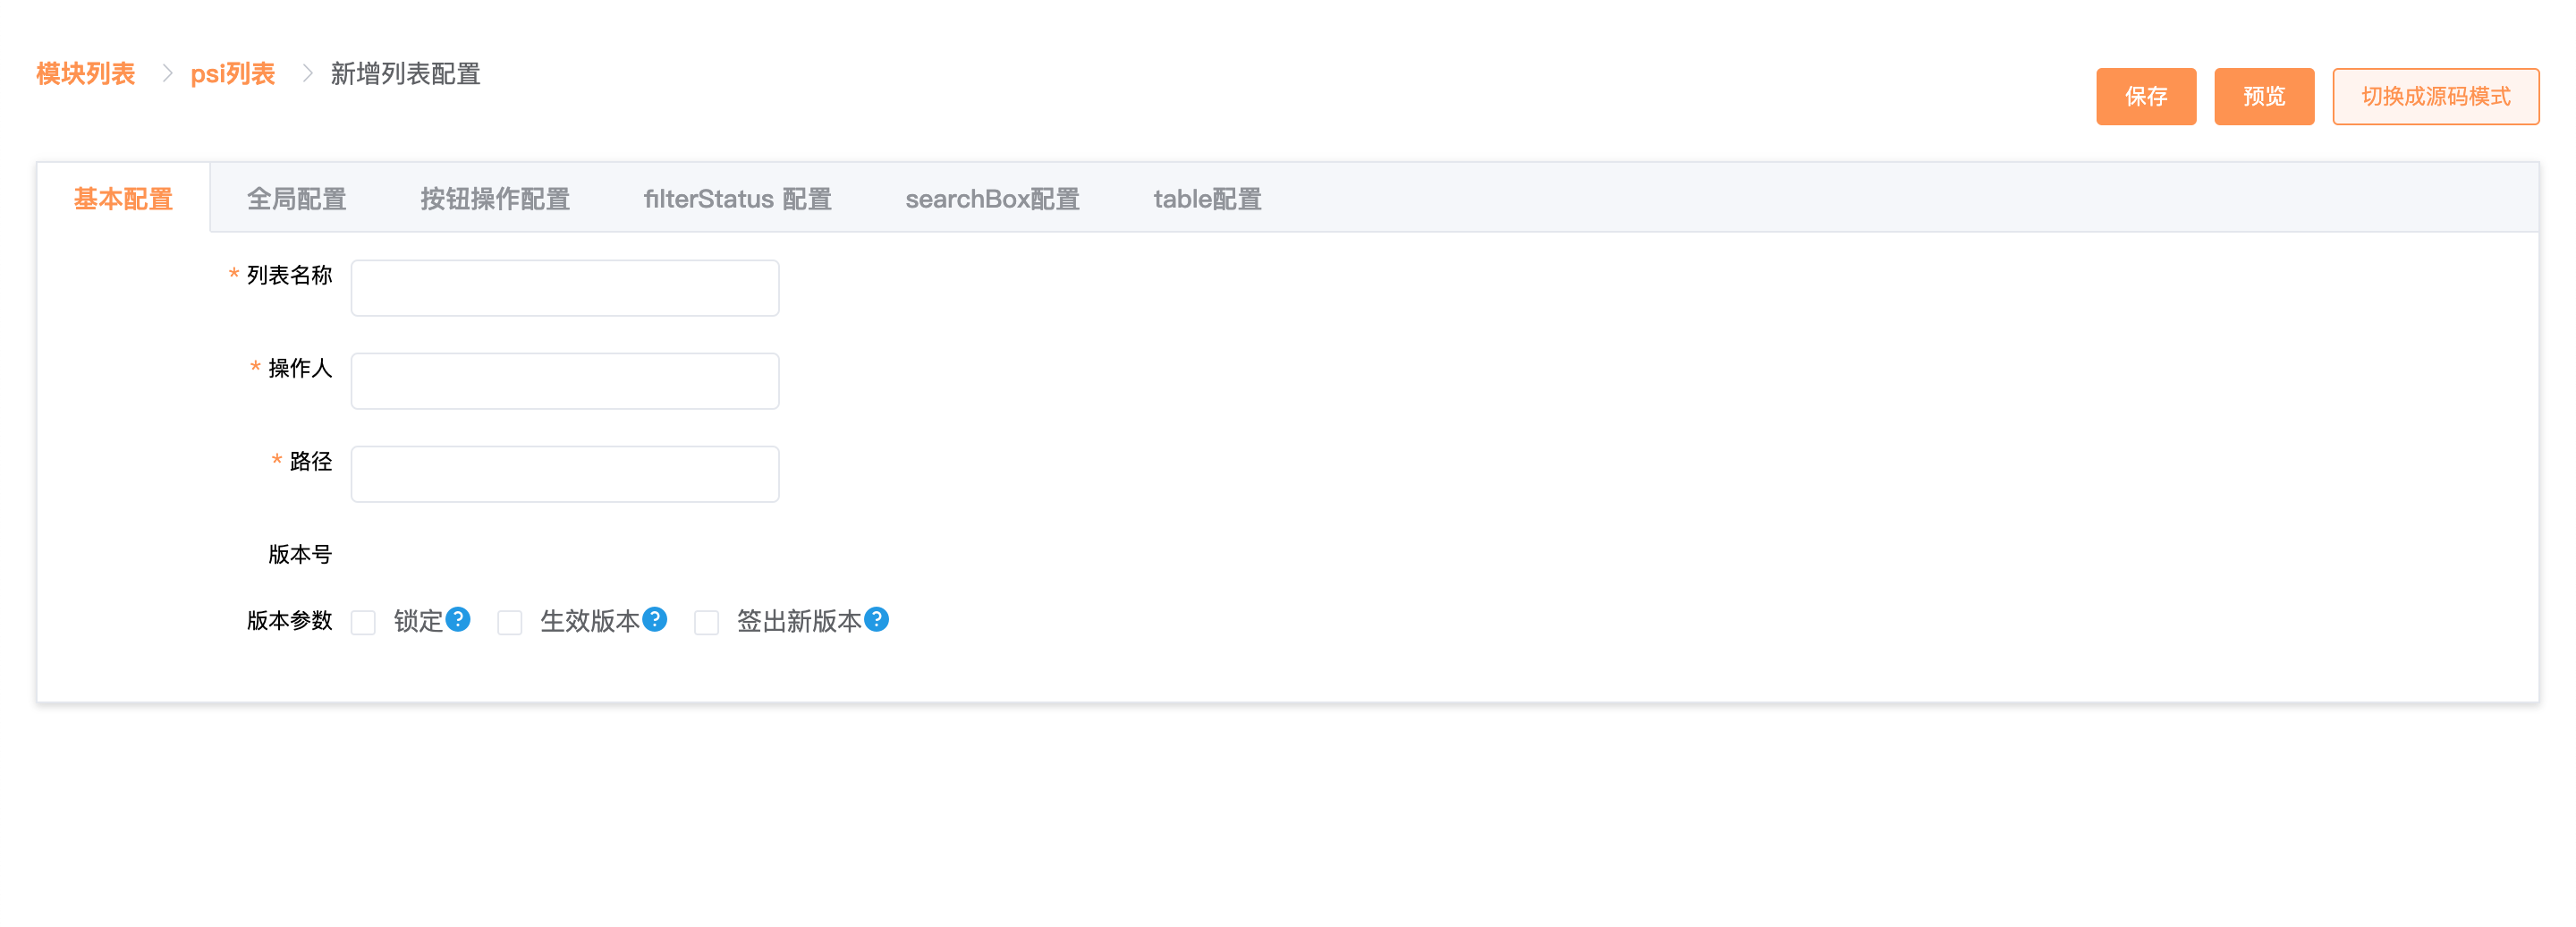 模块列表 psi列表 新增列表配置
保存 预览 切换成源码模式
基本配置 全局配置 按钮操作配置 filterStatus 配置 searchBox配置 table配置
* 列表名称
* 操作人
* 路径
版本号
版本参数 锁定? 生效版本? 签出新版本?